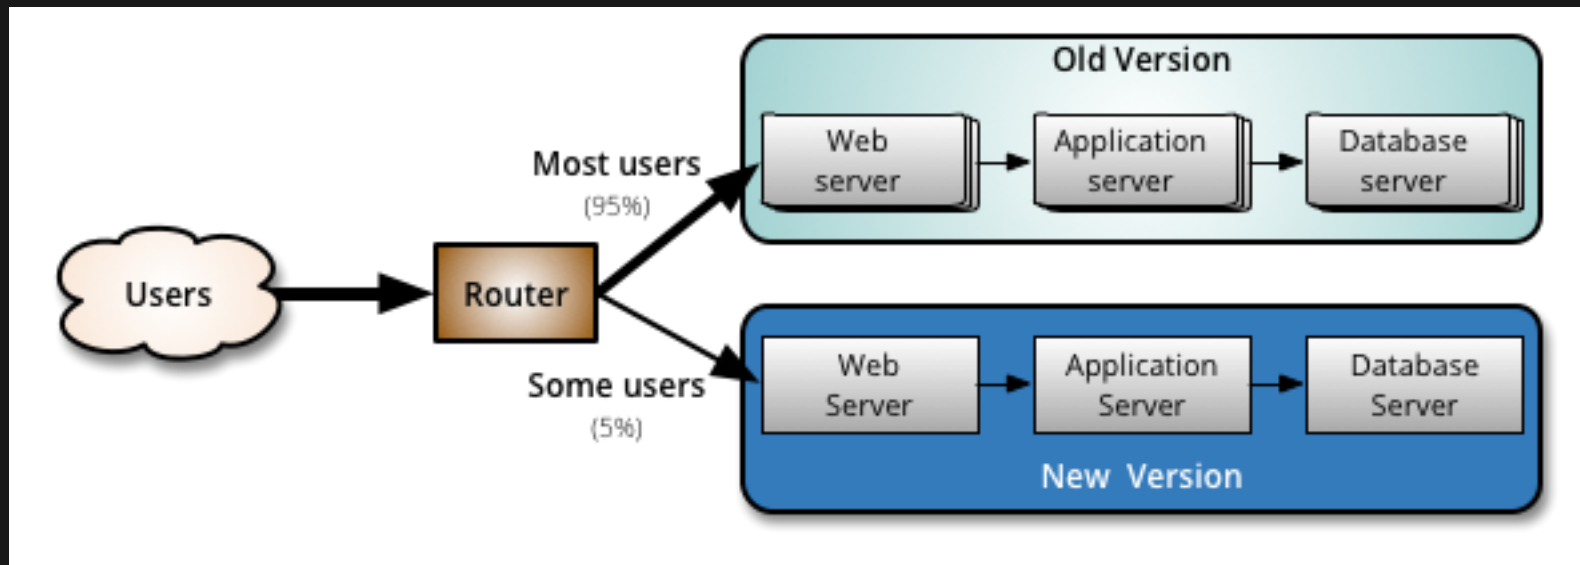 Old Version
Web
server
Application
server
Database
server
Most users
(95%)
Users
Router
Some users
(5%)
Web
Server
Application
Server
Database
Server
New Version